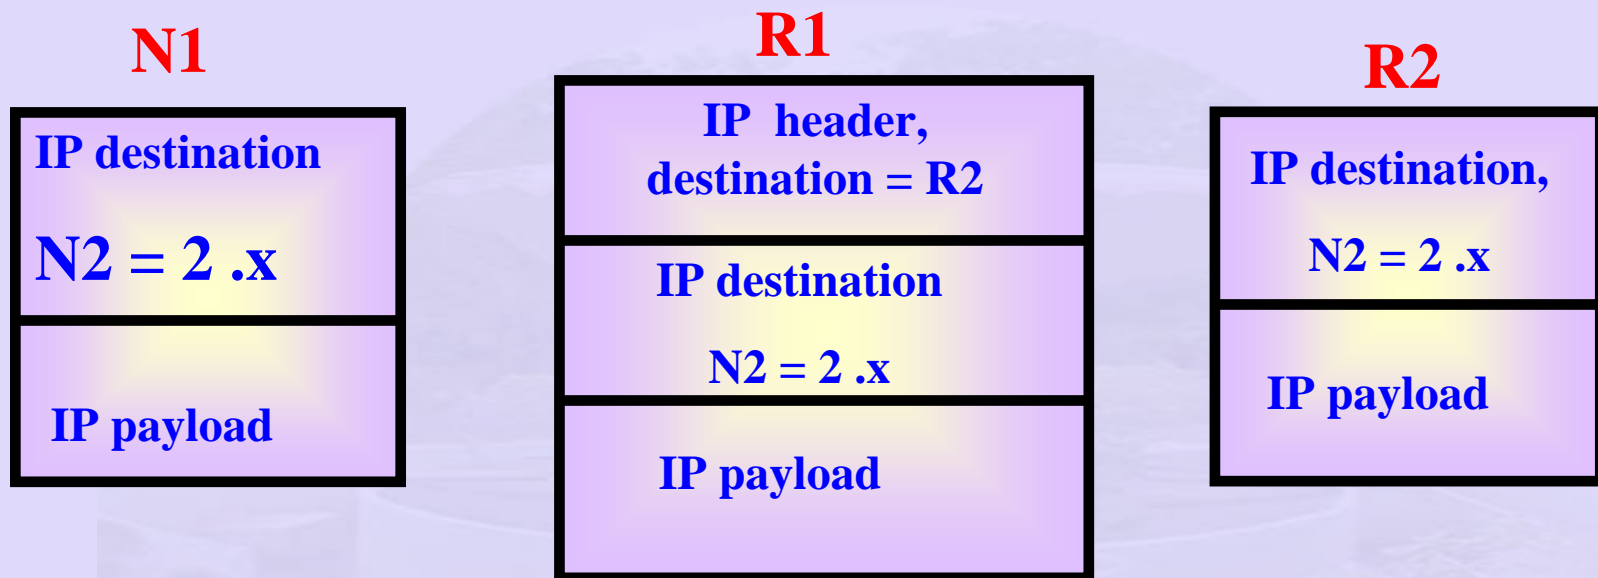 N1
IP destination
N2 = 2 .x
IP payload
R1
IP header,
destination = R2
IP destination
N2 = 2 .x
IP payload
R2
IP destination,
N2 = 2 .x
IP payload